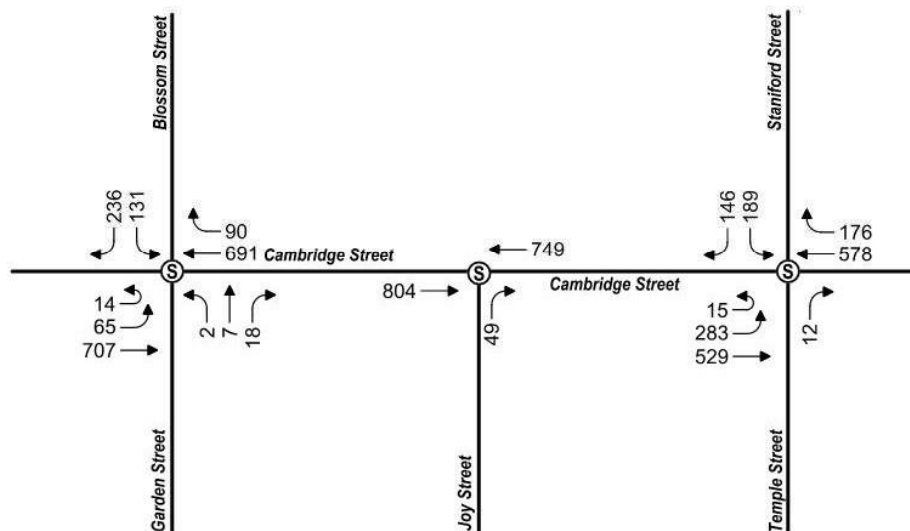 Blossom Street
Staniford Street
236
131
90
691
Cambridge Street
749
146
189
176
578
S
S
S
14
65
707
2
7
18
804
49
Cambridge Street
15
283
529
12
Garden Street
Joy Street
Temple Street